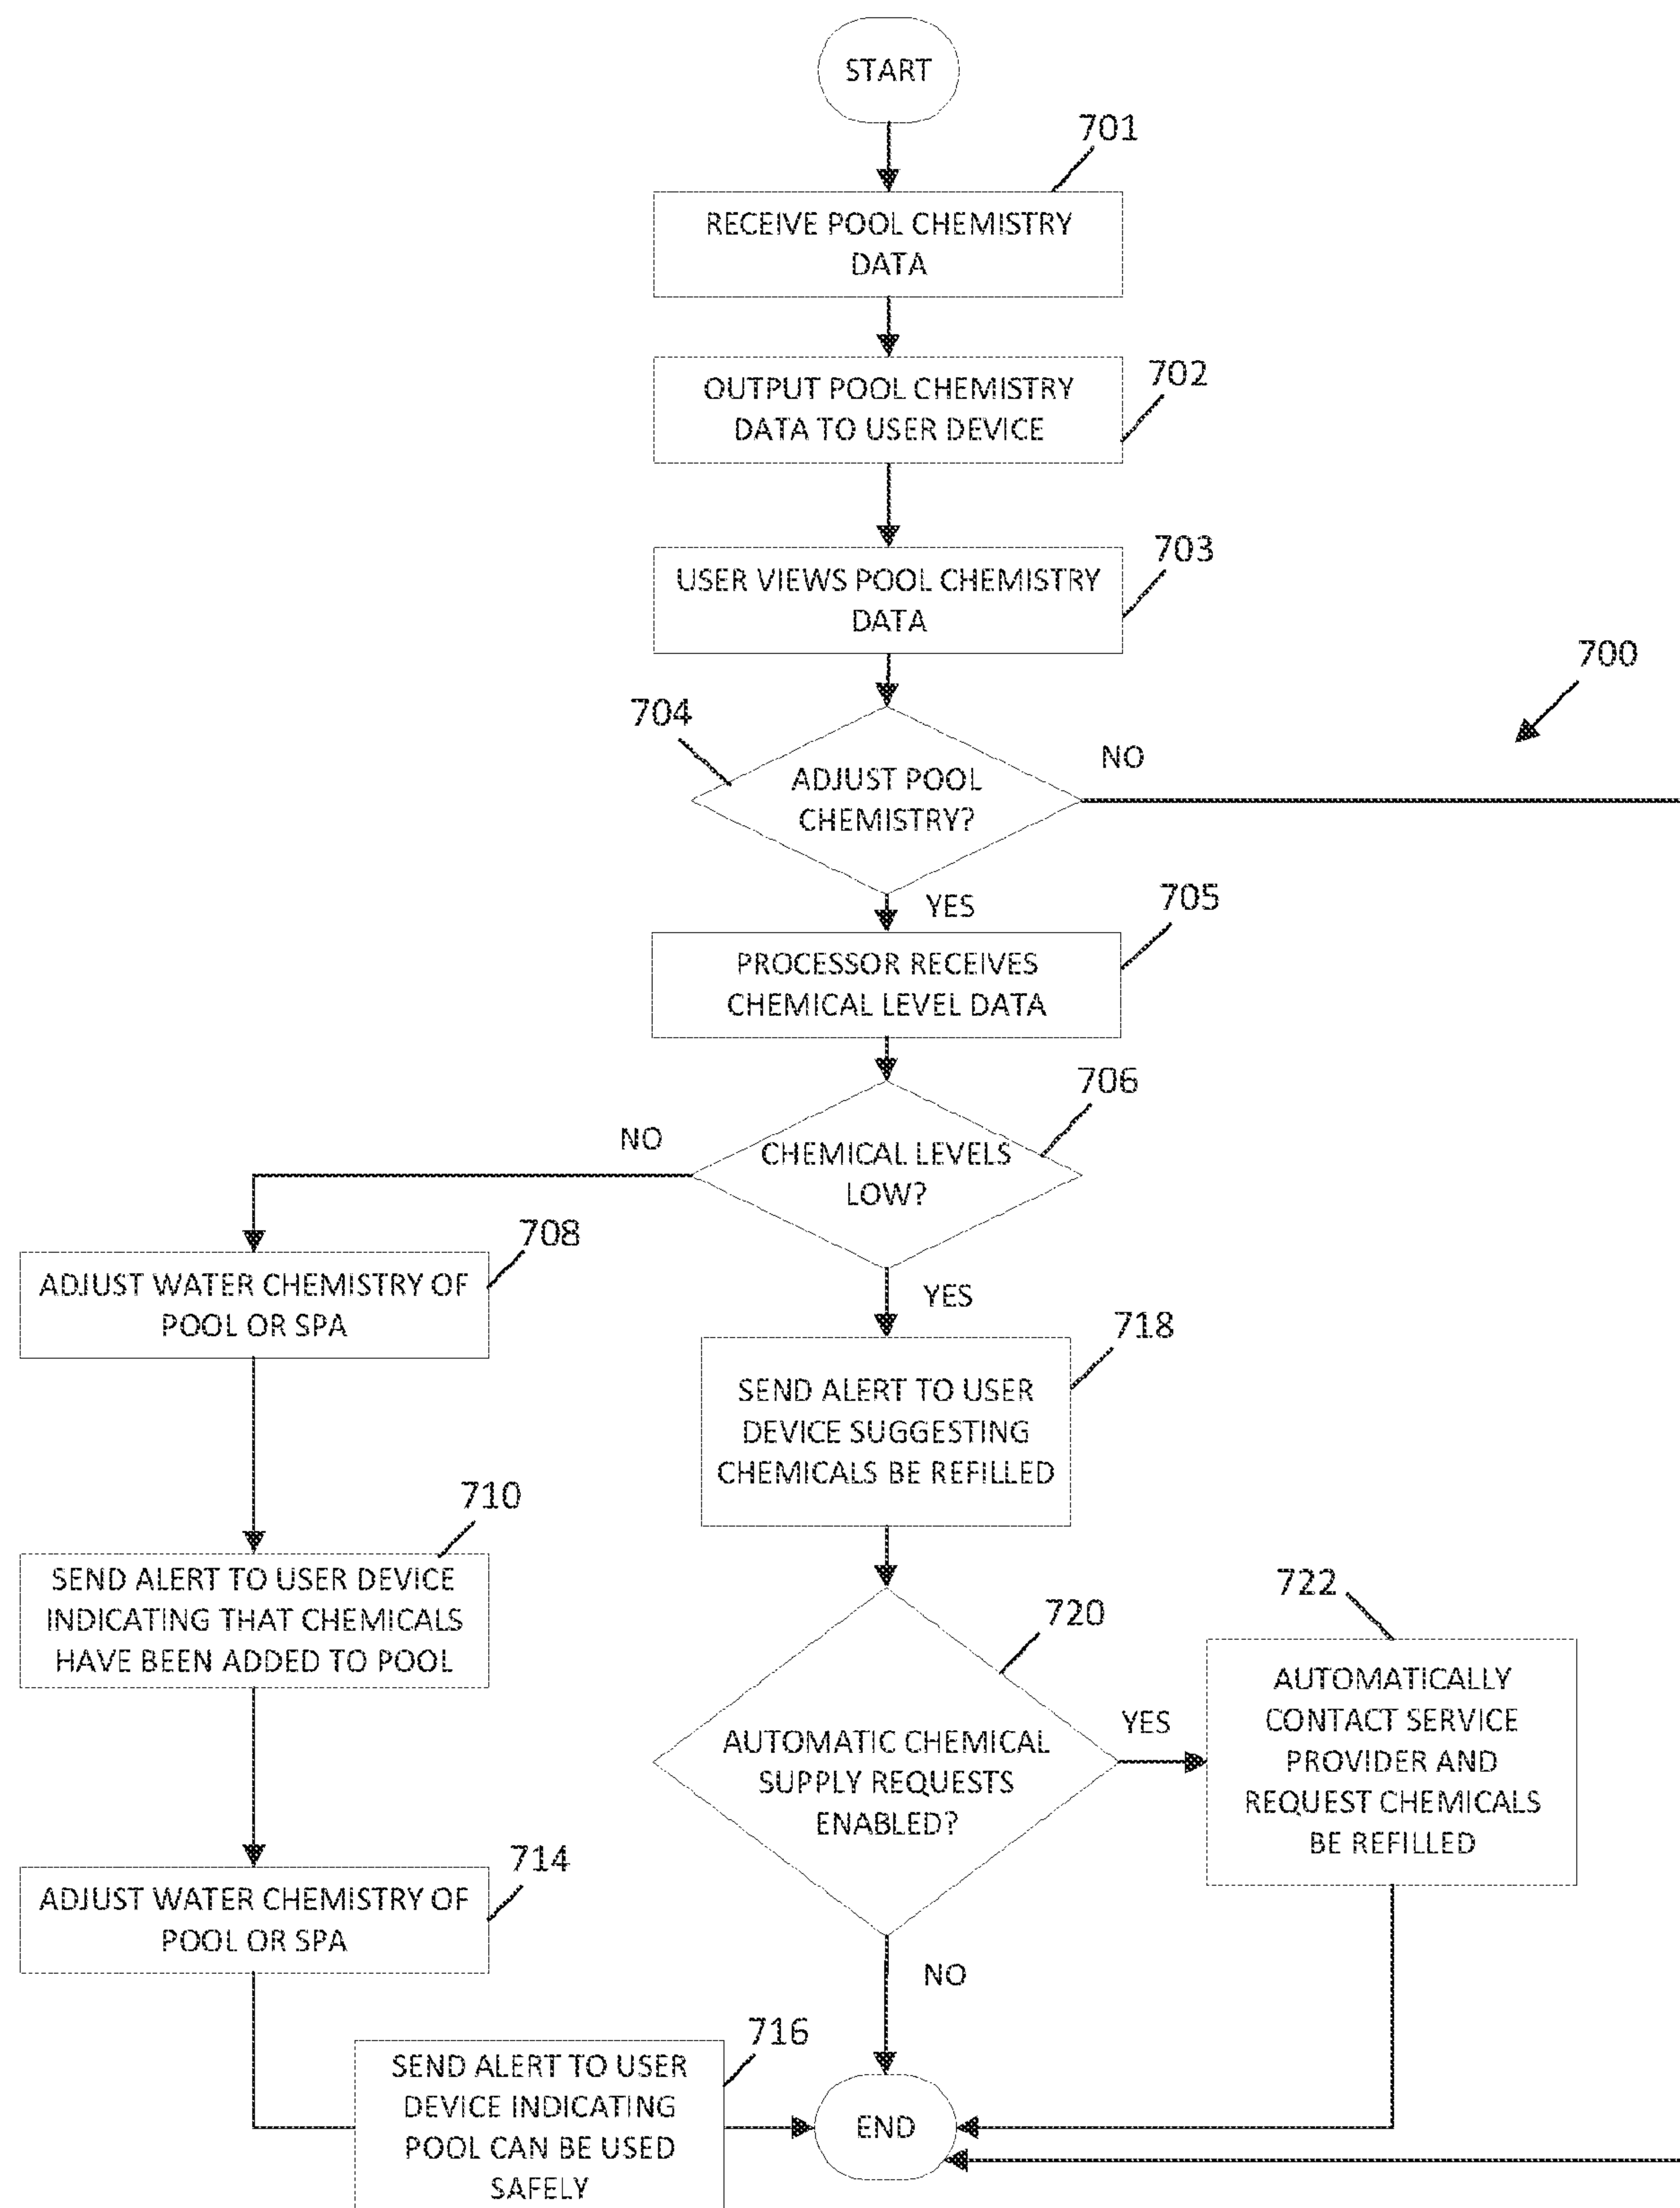 START
701
RECEIVE POOL CHEMISTRY
DATA
702
OUTPUT POOL CHEMISTRY
DATA TO USER DEVICE
703
USER VIEWS POOL CHEMISTRY
DATA
700
704
NO
ADJUST POOL
CHEMISTRY?
YES
705
PROCESSOR RECEIVES
CHEMICAL LEVEL DATA
706
NO
CHEMICAL LEVELS
LOW?
708
ADJUST WATER CHEMISTRY OF
POOL OR SPA
YES
718
SEND ALERT TO USER
DEVICE SUGGESTING
CHEMICALS BE REFILLED
710
SEND ALERT TO USER DEVICE
INDICATING THAT CHEMICALS
HAVE BEEN ADDED TO POOL
720
AUTOMATIC CHEMICAL
SUPPLY REQUESTS
ENABLED?
YES
722
AUTOMATICALLY
CONTACT SERVICE
PROVIDER AND
REQUEST CHEMICALS
BE REFILLED
714
ADJUST WATER CHEMISTRY OF
POOL OR SPA
NO
716
SEND ALERT TO USER
DEVICE INDICATING
POOL CAN BE USED
SAFELY
END